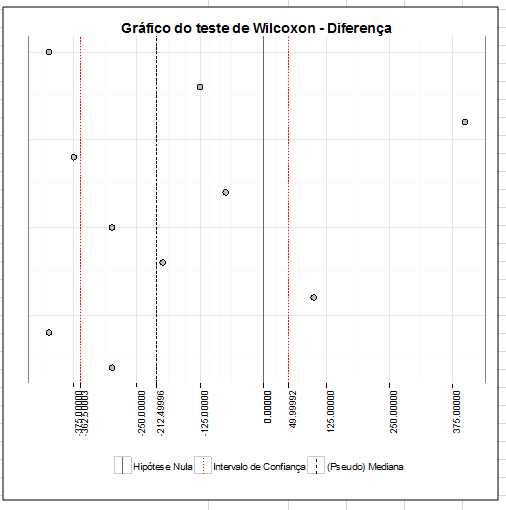 Gráfico do teste de Wilcoxon - Diferença
-375.00000
-362.50003
-250.00000
-212.49996
-125.00000
0.00000
49.99992
125.00000
250.00000
375.00000
Hipótese Nula
Intervalo de Confiança
(Pseudo) Mediana